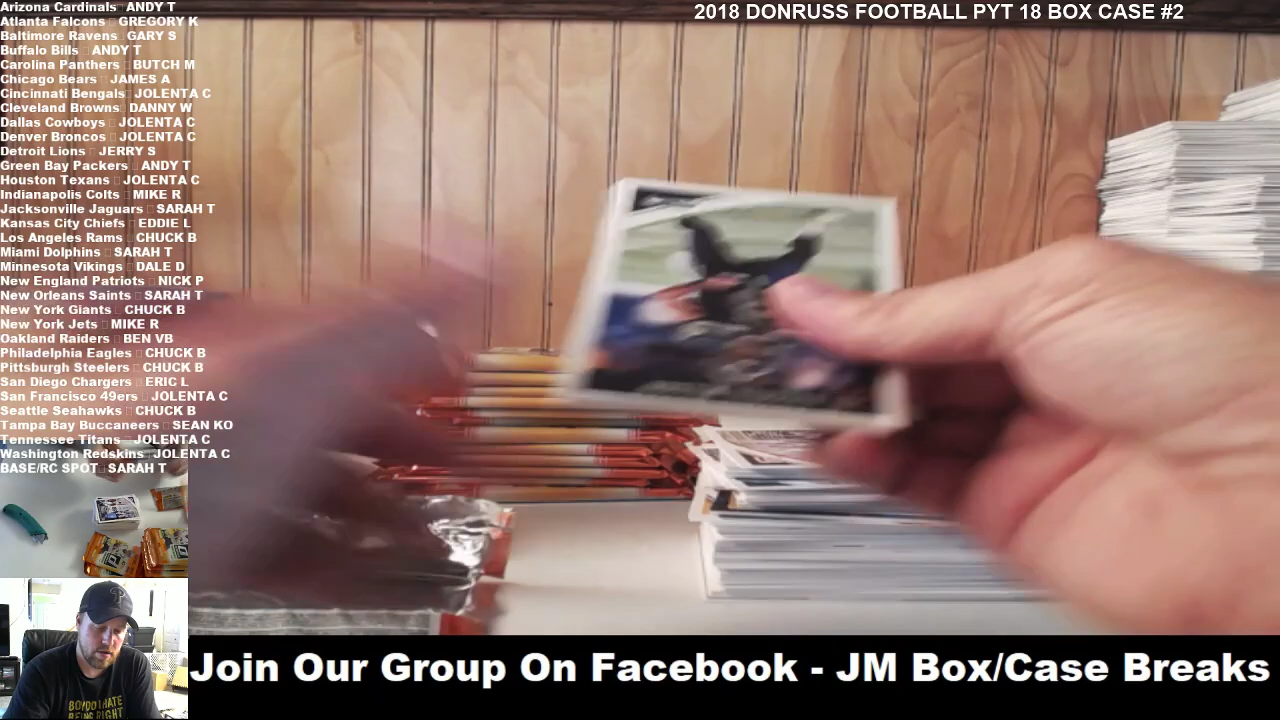 2018 DONRUSS FOOTBALL PYT 18 BOX CASE #2
Arizona Cardinals ANDY T
Atlanta Falcons GREGORY K
Baltimore Ravens GARY S
Buffalo Bills ANDY T
Carolina Panthers BUTCH M
Chicago Bears JAMES A
Cincinnati Bengals JOLENTA C
Cleveland Browns DANNY W
Dallas Cowboys JOLENTA C
Denver Broncos JOLENTA C
Detroit Lions JERRY S
Green Bay Packers ANDY T
Houston Texans JOLENTA C
Indianapolis Colts MIKE R
Jacksonville Jaguars SARAH T
Kansas City Chiefs EDDIE L
Los Angeles Rams CHUCK B
Miami Dolphins SARAH T
Minnesota Vikings DALE D
New England Patriots NICK P
New Orleans Saints SARAH T
New York Giants CHUCK B
New York Jets MIKE R
Oakland Raiders BEN VB
Philadelphia Eagles CHUCK B
Pittsburgh Steelers CHUCK B
San Diego Chargers ERIC L
San Francisco 49ers JOLENTA C
Seattle Seahawks CHUCK B
Tampa Bay Buccaneers SEAN KO
Tennessee Titans JOLENTA C
Washington Redskins JOLENTA C
BASE/RC SPOT SARAH T
Join Our Group On Facebook - JM Box/Case Breaks